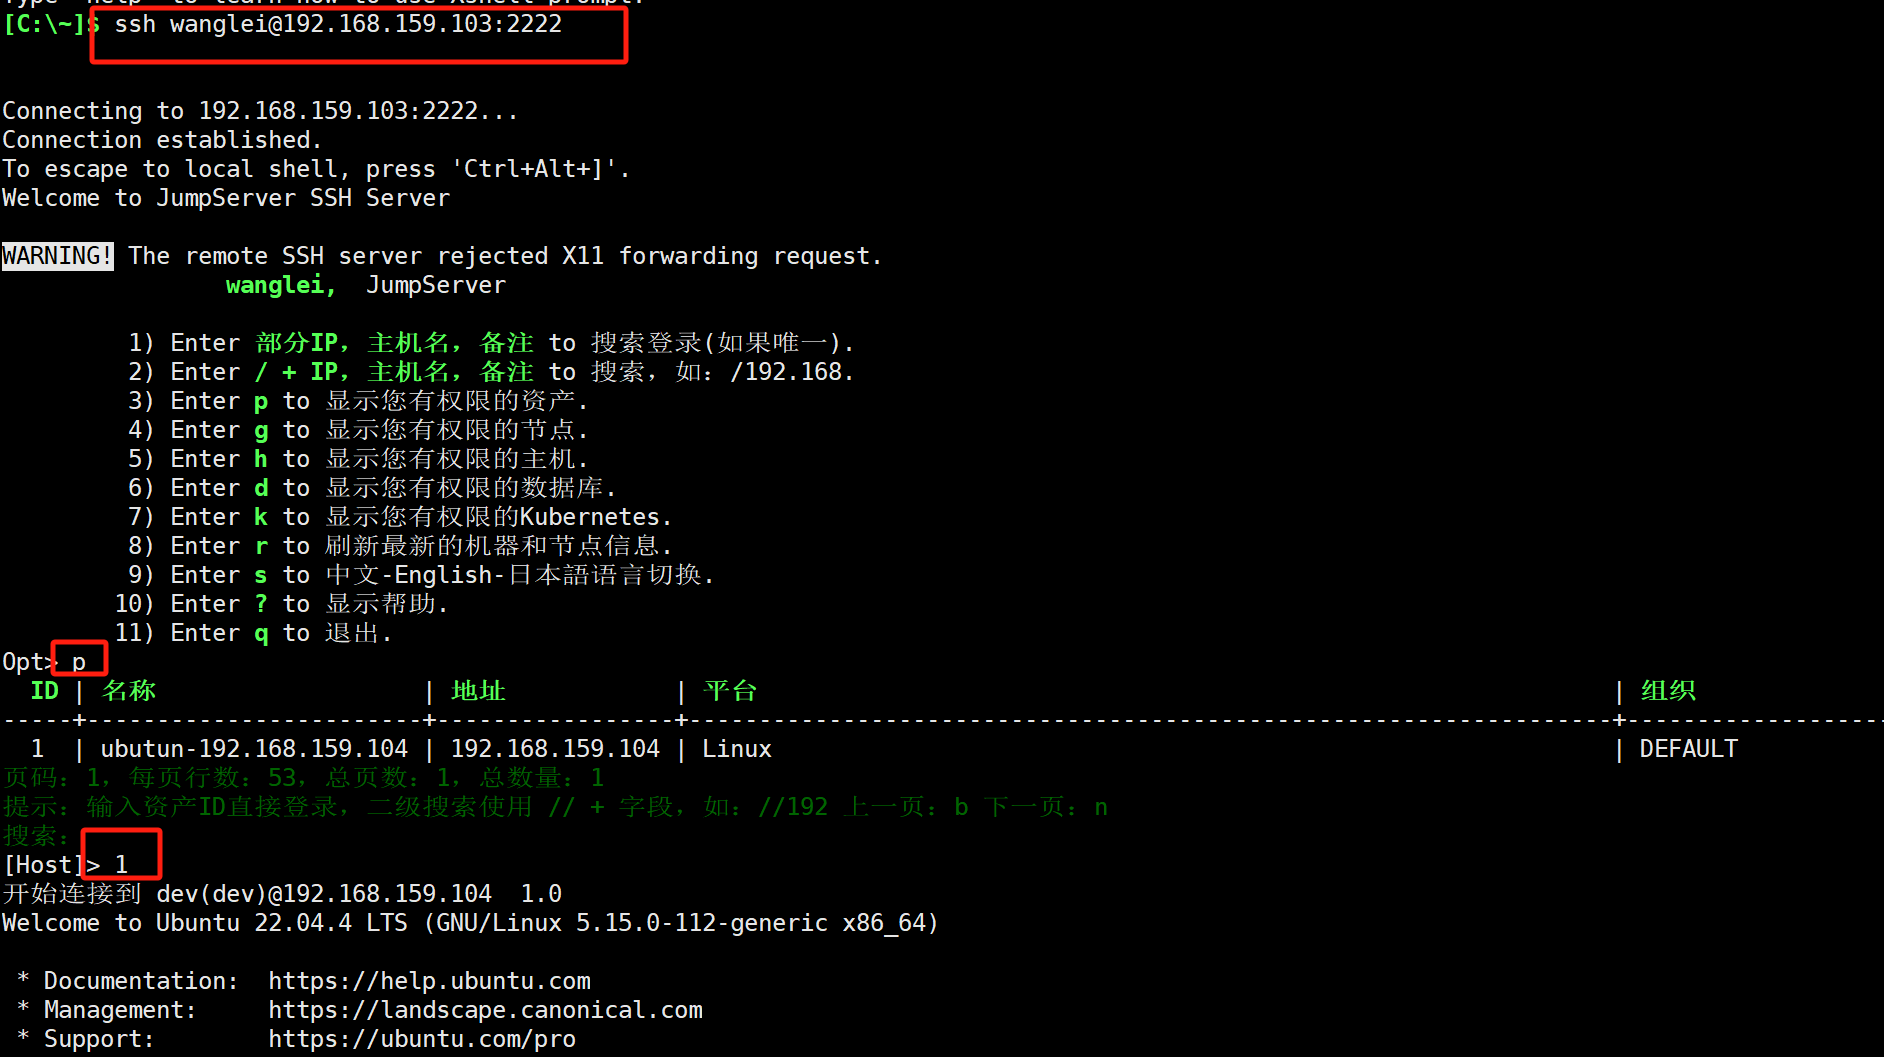 Type `help' to learn how to use Xshell prompt.
[C:\~]$ ssh wanglei@192.168.159.103:2222
Connecting to 192.168.159.103:2222...
Connection established.
To escape to local shell, press 'Ctrl+Alt+]'.
Welcome to JumpServer SSH Server
WARNING! The remote SSH server rejected X11 forwarding request.
wanglei,  JumpServer
1) Enter 部分IP，主机名，备注 to 搜索登录(如果唯一).
2) Enter / + IP，主机名，备注 to 搜索，如：/192.168.
3) Enter p to 显示您有权限的资产.
4) Enter g to 显示您有权限的节点.
5) Enter h to 显示您有权限的主机.
6) Enter d to 显示您有权限的数据库.
7) Enter k to 显示您有权限的Kubernetes.
8) Enter r to 刷新最新的机器和节点信息.
9) Enter s to 中文-English-日本語语言切换.
10) Enter ? to 显示帮助.
11) Enter q to 退出.
Opt> p
ID | 名称 | 地址 | 平台 | 组织
1 | ubutun-192.168.159.104 | 192.168.159.104 | Linux | DEFAULT
页码：1，每页行数：53，总页数：1，总数量：1
提示：输入资产ID直接登录，二级搜索使用 // + 字段，如：//192 上一页：b 下一页：n
搜索：
[Host]> 1
开始连接到 dev(dev)@192.168.159.104  1.0
Welcome to Ubuntu 22.04.4 LTS (GNU/Linux 5.15.0-112-generic x86_64)
* Documentation:  https://help.ubuntu.com
* Management:     https://landscape.canonical.com
* Support:        https://ubuntu.com/pro